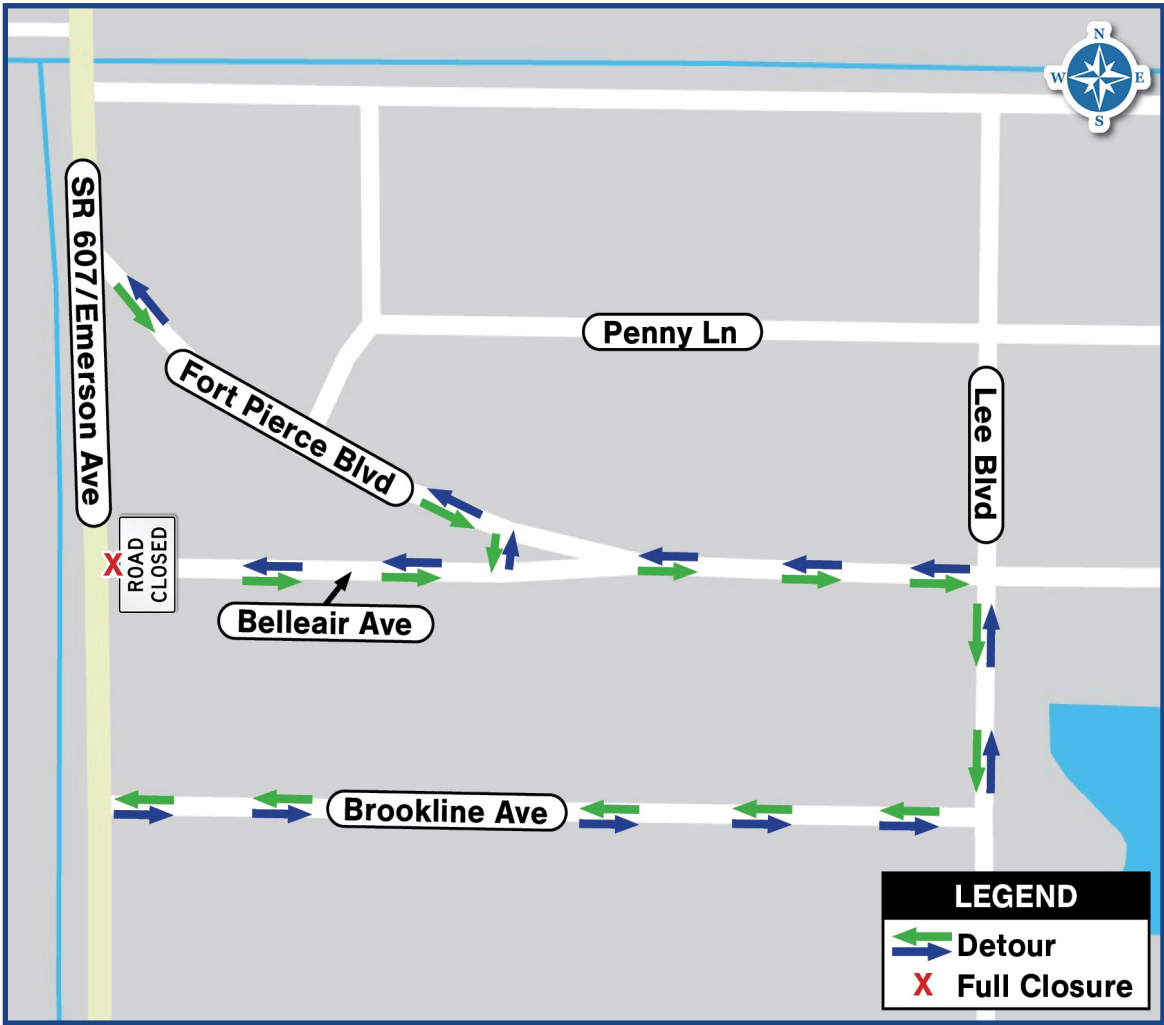 N
W E
S
SR 607/Emerson Ave
Penny Ln
Fort Pierce Blvd
Lee Blvd
X
ROAD
CLOSED
Belleair Ave
Brookline Ave
LEGEND
Detour
X Full Closure